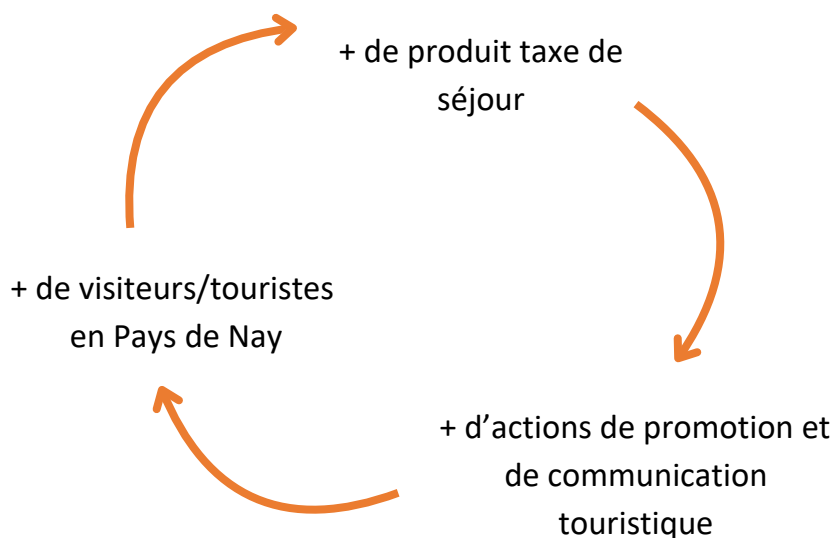 + de produit taxe de
séjour
+ de visiteurs/touristes
en Pays de Nay
+ d’actions de promotion et
de communication
touristique